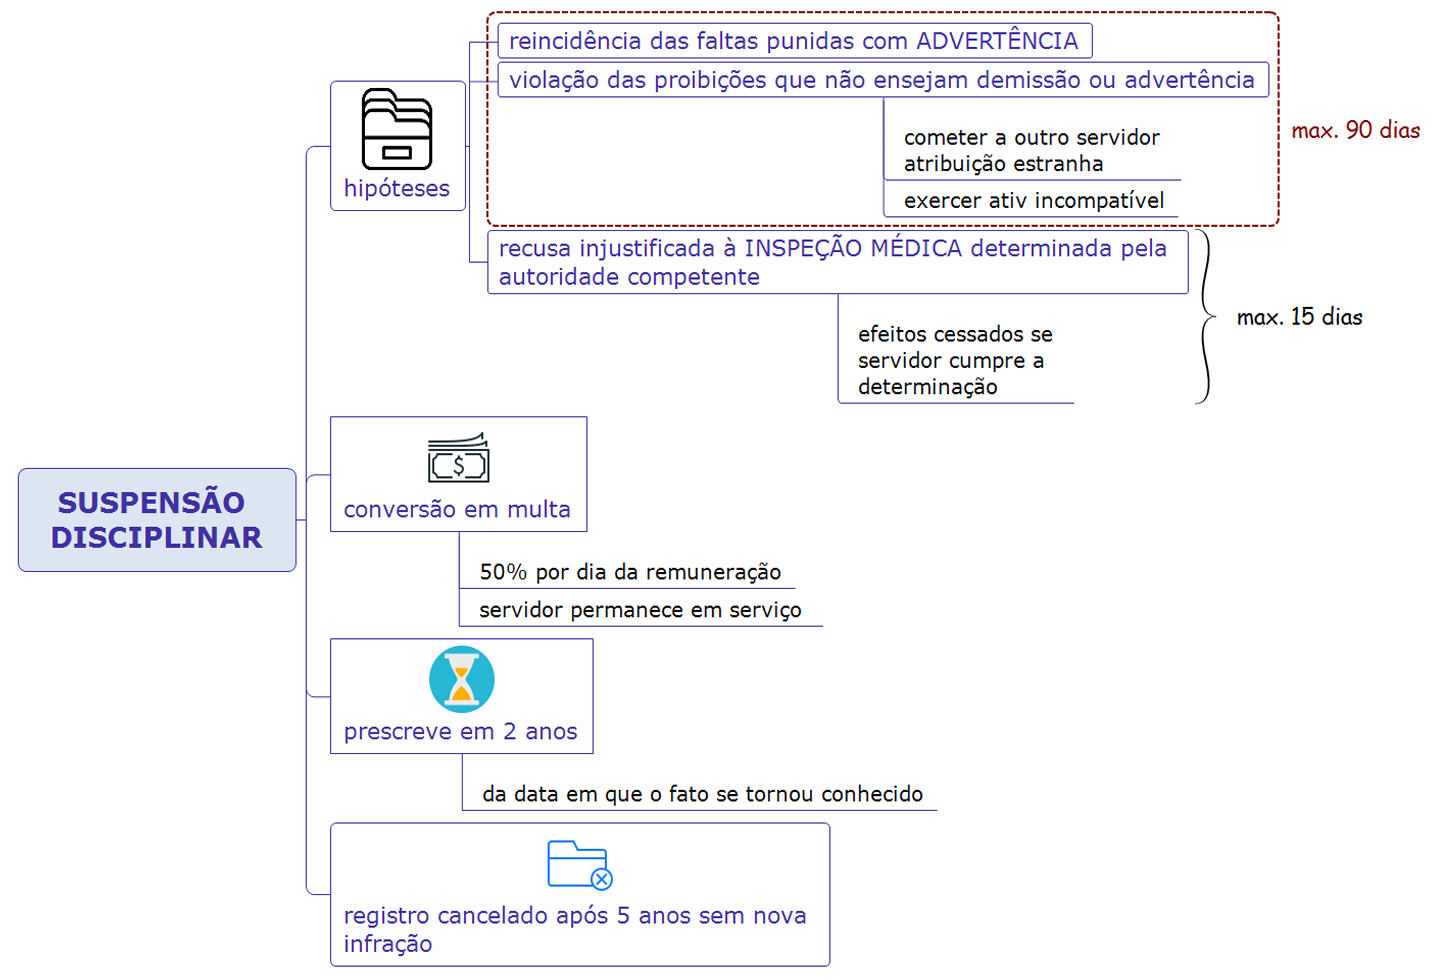 reincidência das faltas punidas com ADVERTÊNCIA
violação das proibições que não ensejam demissão ou advertência
cometer a outro servidor
atribuição estranha
exercer ativ incompatível
max. 90 dias
hipóteses
recusa injustificada à INSPEÇÃO MÉDICA determinada pela
autoridade competente
efeitos cessados se
servidor cumpre a
determinação
max. 15 dias
SUSPENSÃO
DISCIPLINAR
$
conversão em multa
50% por dia da remuneração
servidor permanece em serviço
prescreve em 2 anos
da data em que o fato se tornou conhecido
registro cancelado após 5 anos sem nova
infração